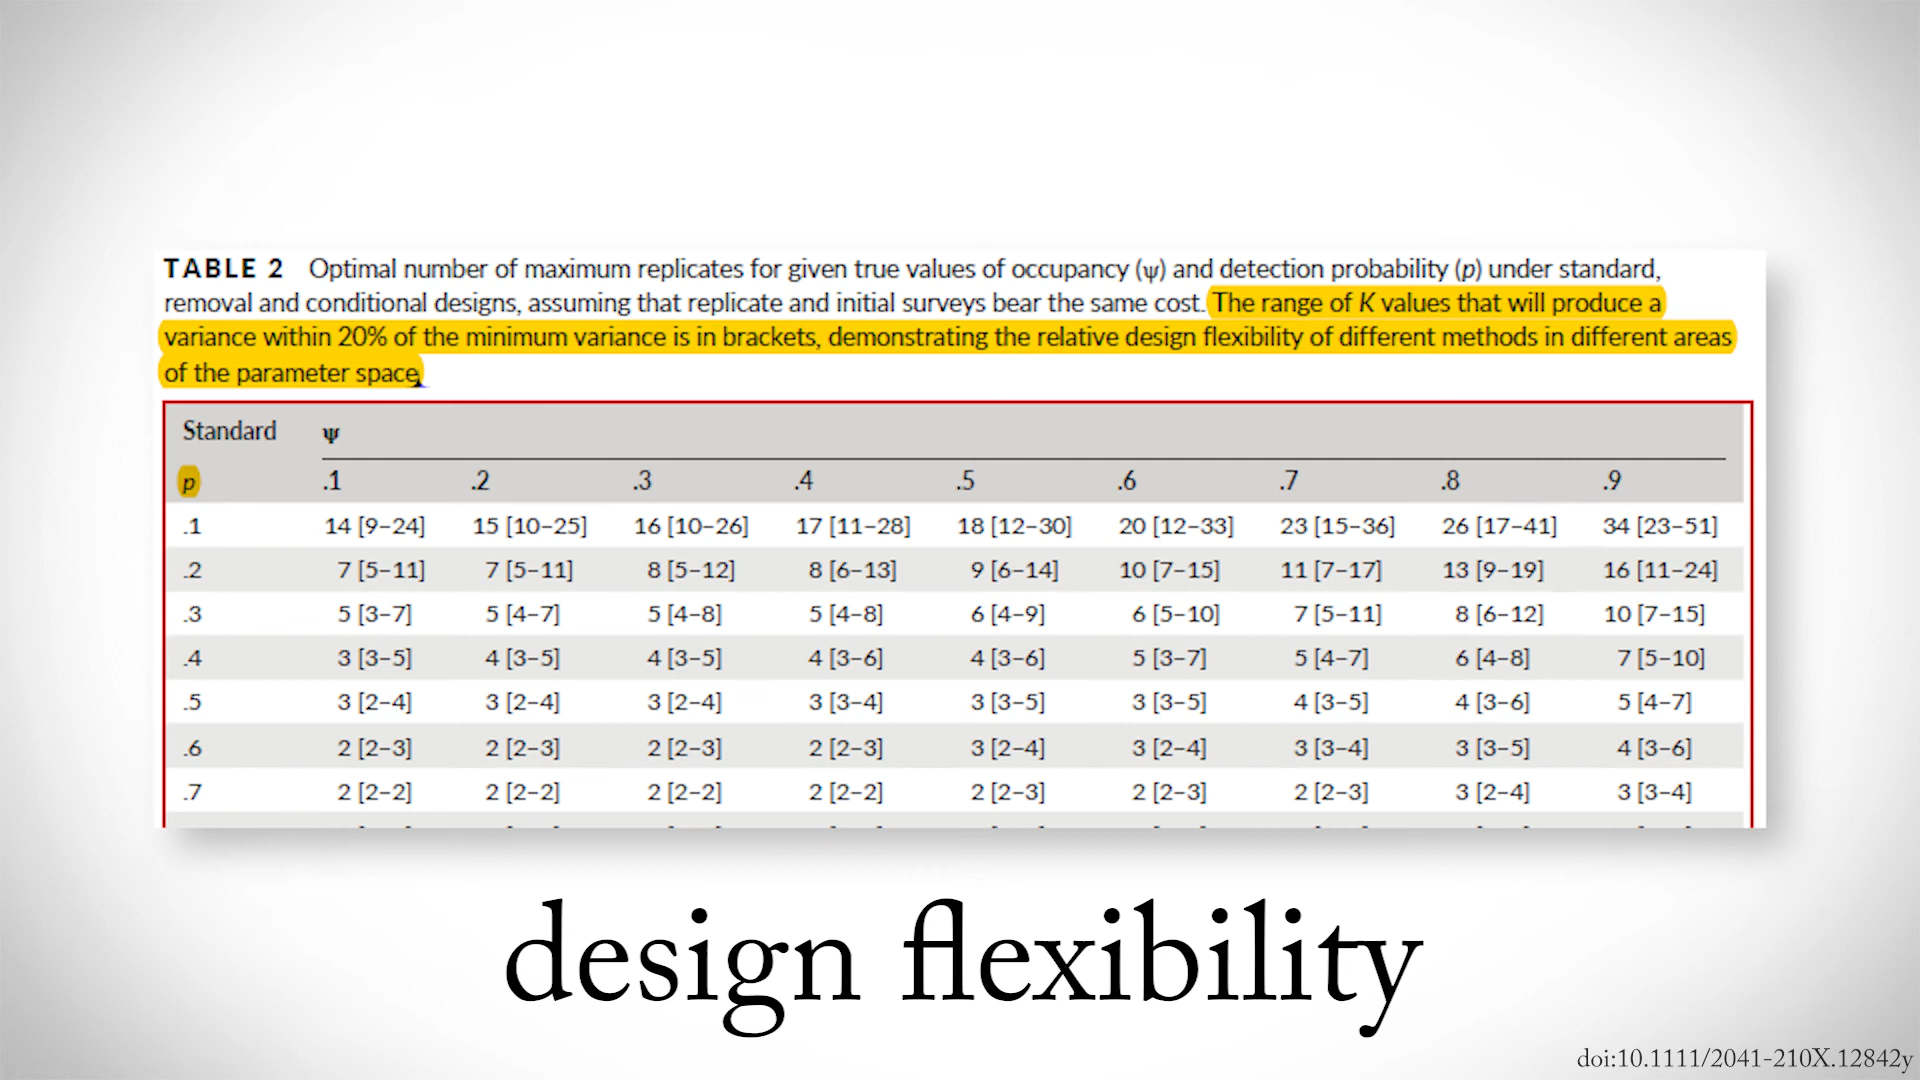 TABLE 2 Optimal number of maximum replicates for given true values of occupancy (ψ) and detection probability (p) under standard,
removal and conditional designs, assuming that replicate and initial surveys bear the same cost. The range of K values that will produce a
variance within 20% of the minimum variance is in brackets, demonstrating the relative design flexibility of different methods in different areas
of the parameter space.
Standard ψ
p .1 .2 .3 .4 .5 .6 .7 .8 .9
.1 14 [9–24] 15 [10–25] 16 [10–26] 17 [11–28] 18 [12–30] 20 [12–33] 23 [15–36] 26 [17–41] 34 [23–51]
.2 7 [5–11] 7 [5–11] 8 [5–12] 8 [6–13] 9 [6–14] 10 [7–15] 11 [7–17] 13 [9–19] 16 [11–24]
.3 5 [3–7] 5 [4–7] 5 [4–8] 5 [4–8] 6 [4–9] 6 [5–10] 7 [5–11] 8 [6–12] 10 [7–15]
.4 3 [3–5] 4 [3–5] 4 [3–5] 4 [3–6] 4 [3–6] 5 [3–7] 5 [4–7] 6 [4–8] 7 [5–10]
.5 3 [2–4] 3 [2–4] 3 [2–4] 3 [3–4] 3 [3–5] 3 [3–5] 4 [3–5] 4 [3–6] 5 [4–7]
.6 2 [2–3] 2 [2–3] 2 [2–3] 2 [2–3] 3 [2–4] 3 [2–4] 3 [3–4] 3 [3–5] 4 [3–6]
.7 2 [2–2] 2 [2–2] 2 [2–2] 2 [2–2] 2 [2–3] 2 [2–3] 2 [2–3] 3 [2–4] 3 [3–4]
design flexibility
doi:10.1111/2041-210X.12842y